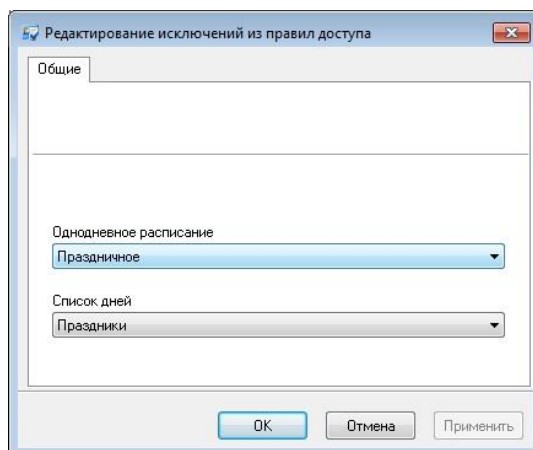 Редактирование исключений из правил доступа
Общие
Однодневное расписание
Праздничное
Список дней
Праздники
OK
Отмена
Применить